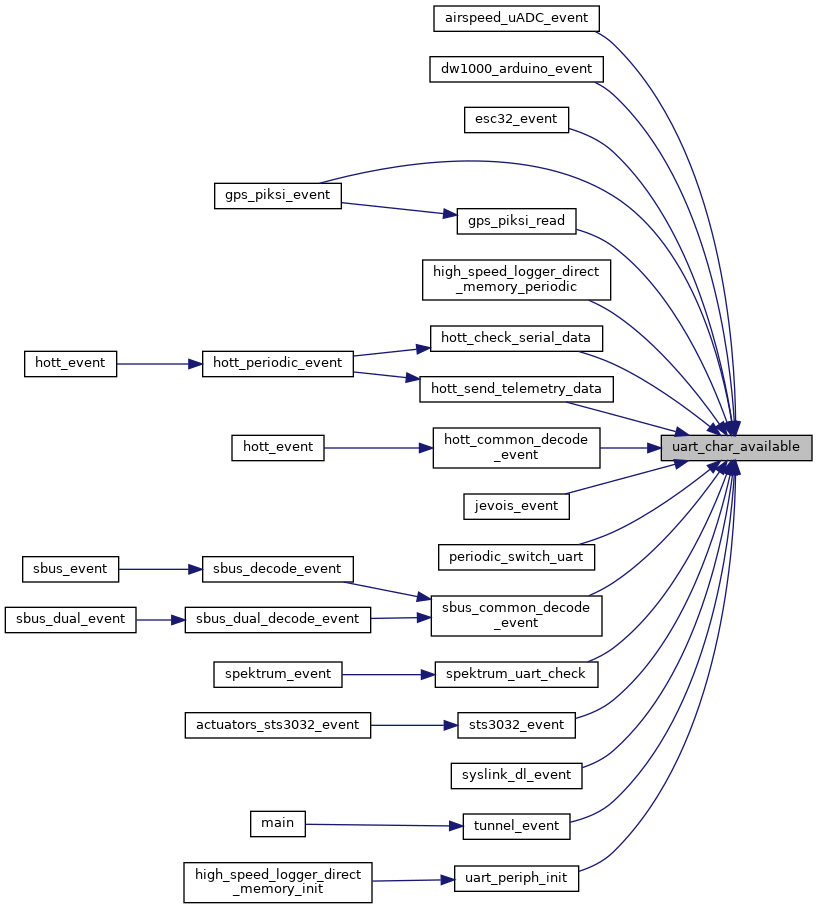 airspeed_uADC_event
dw1000_arduino_event
esc32_event
gps_piksi_event
gps_piksi_read
high_speed_logger_direct
_memory_periodic
hott_check_serial_data
hott_event
hott_periodic_event
hott_send_telemetry_data
hott_event
hott_common_decode
_event
uart_char_available
jevois_event
periodic_switch_uart
sbus_event
sbus_decode_event
sbus_common_decode
_event
sbus_dual_event
sbus_dual_decode_event
spektrum_event
spektrum_uart_check
actuators_sts3032_event
sts3032_event
syslink_dl_event
main
tunnel_event
high_speed_logger_direct
_memory_init
uart_periph_init